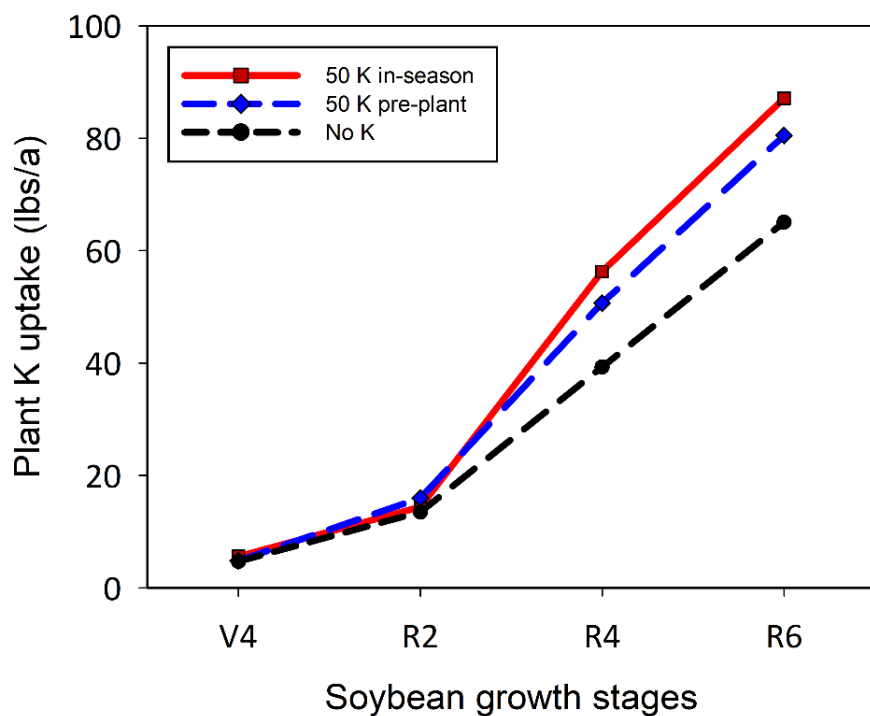 Plant K uptake (lbs/a)
100
80
60
40
20
0
50 K in-season
50 K pre-plant
No K
V4 R2 R4 R6
Soybean growth stages